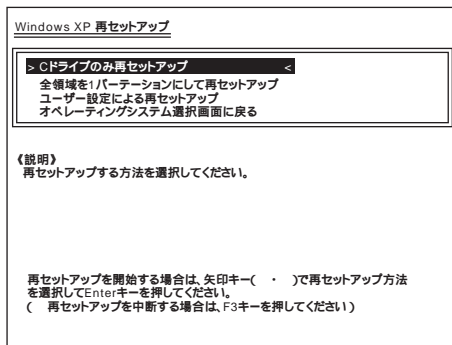 Windows XP 再セットアップ
> Cドライブのみ再セットアップ <
全領域を1パーテーションにして再セットアップ
ユーザー設定による再セットアップ
オペレーティングシステム選択画面に戻る
《説明》
再セットアップする方法を選択してください。
再セットアップを開始する場合は、矢印キー( ・ )で再セットアップ方法
を選択してEnterキーを押してください。
( 再セットアップを中断する場合は、F3キーを押してください)